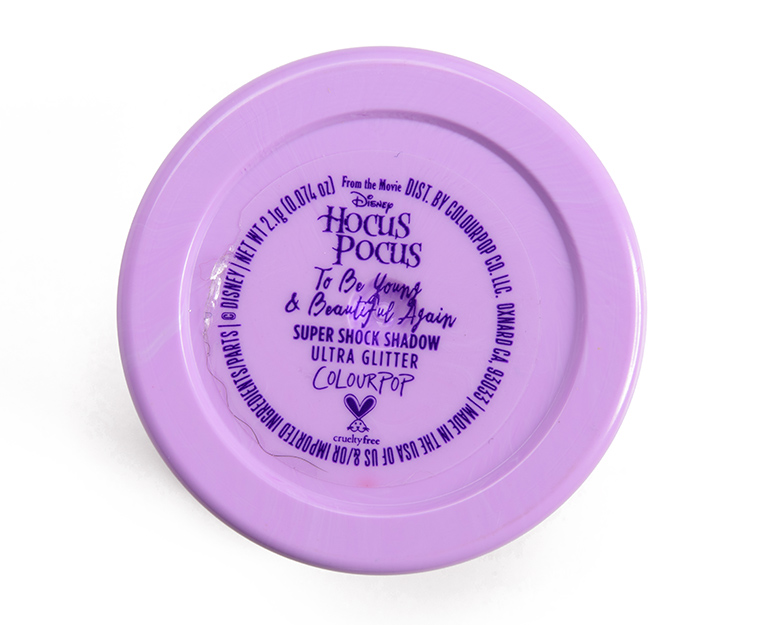 From the Movie
Disney
HOCUS
POCUS
To Be Young
& Beautiful Again
SUPER SHOCK SHADOW
ULTRA GLITTER
COLOURPOP
crueltyfree
DIST. BY COLOURPOP CO. LLC. OXNARD CA. 93033 | MADE IN THE USA OF US &/OR IMPORTED INGREDIENTS/PARTS | © DISNEY | NET WT 2.1g (0.074 oz)